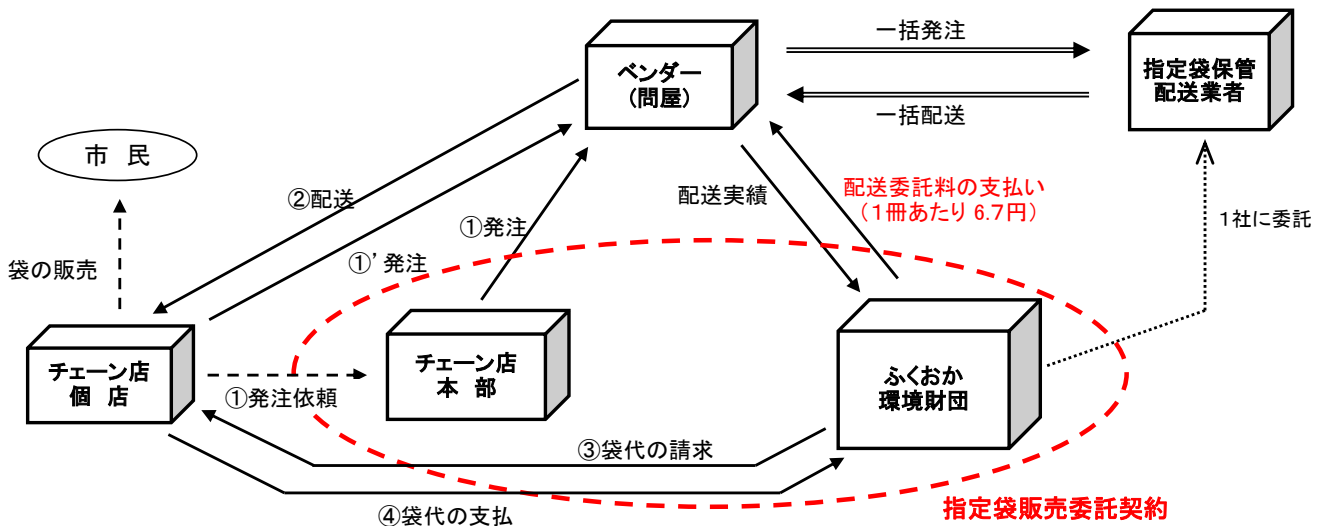 一括発注
ベンダー
(問屋)
指定袋保管
配送業者
一括配送
市 民
②配送
配送実績
配送委託料の支払い
(1冊あたり 6.7円)
①発注
1社に委託
①’発注
袋の販売
チェーン店
個 店
チェーン店
本 部
ふくおか
環境財団
①発注依頼
③袋代の請求
④袋代の支払
指定袋販売委託契約